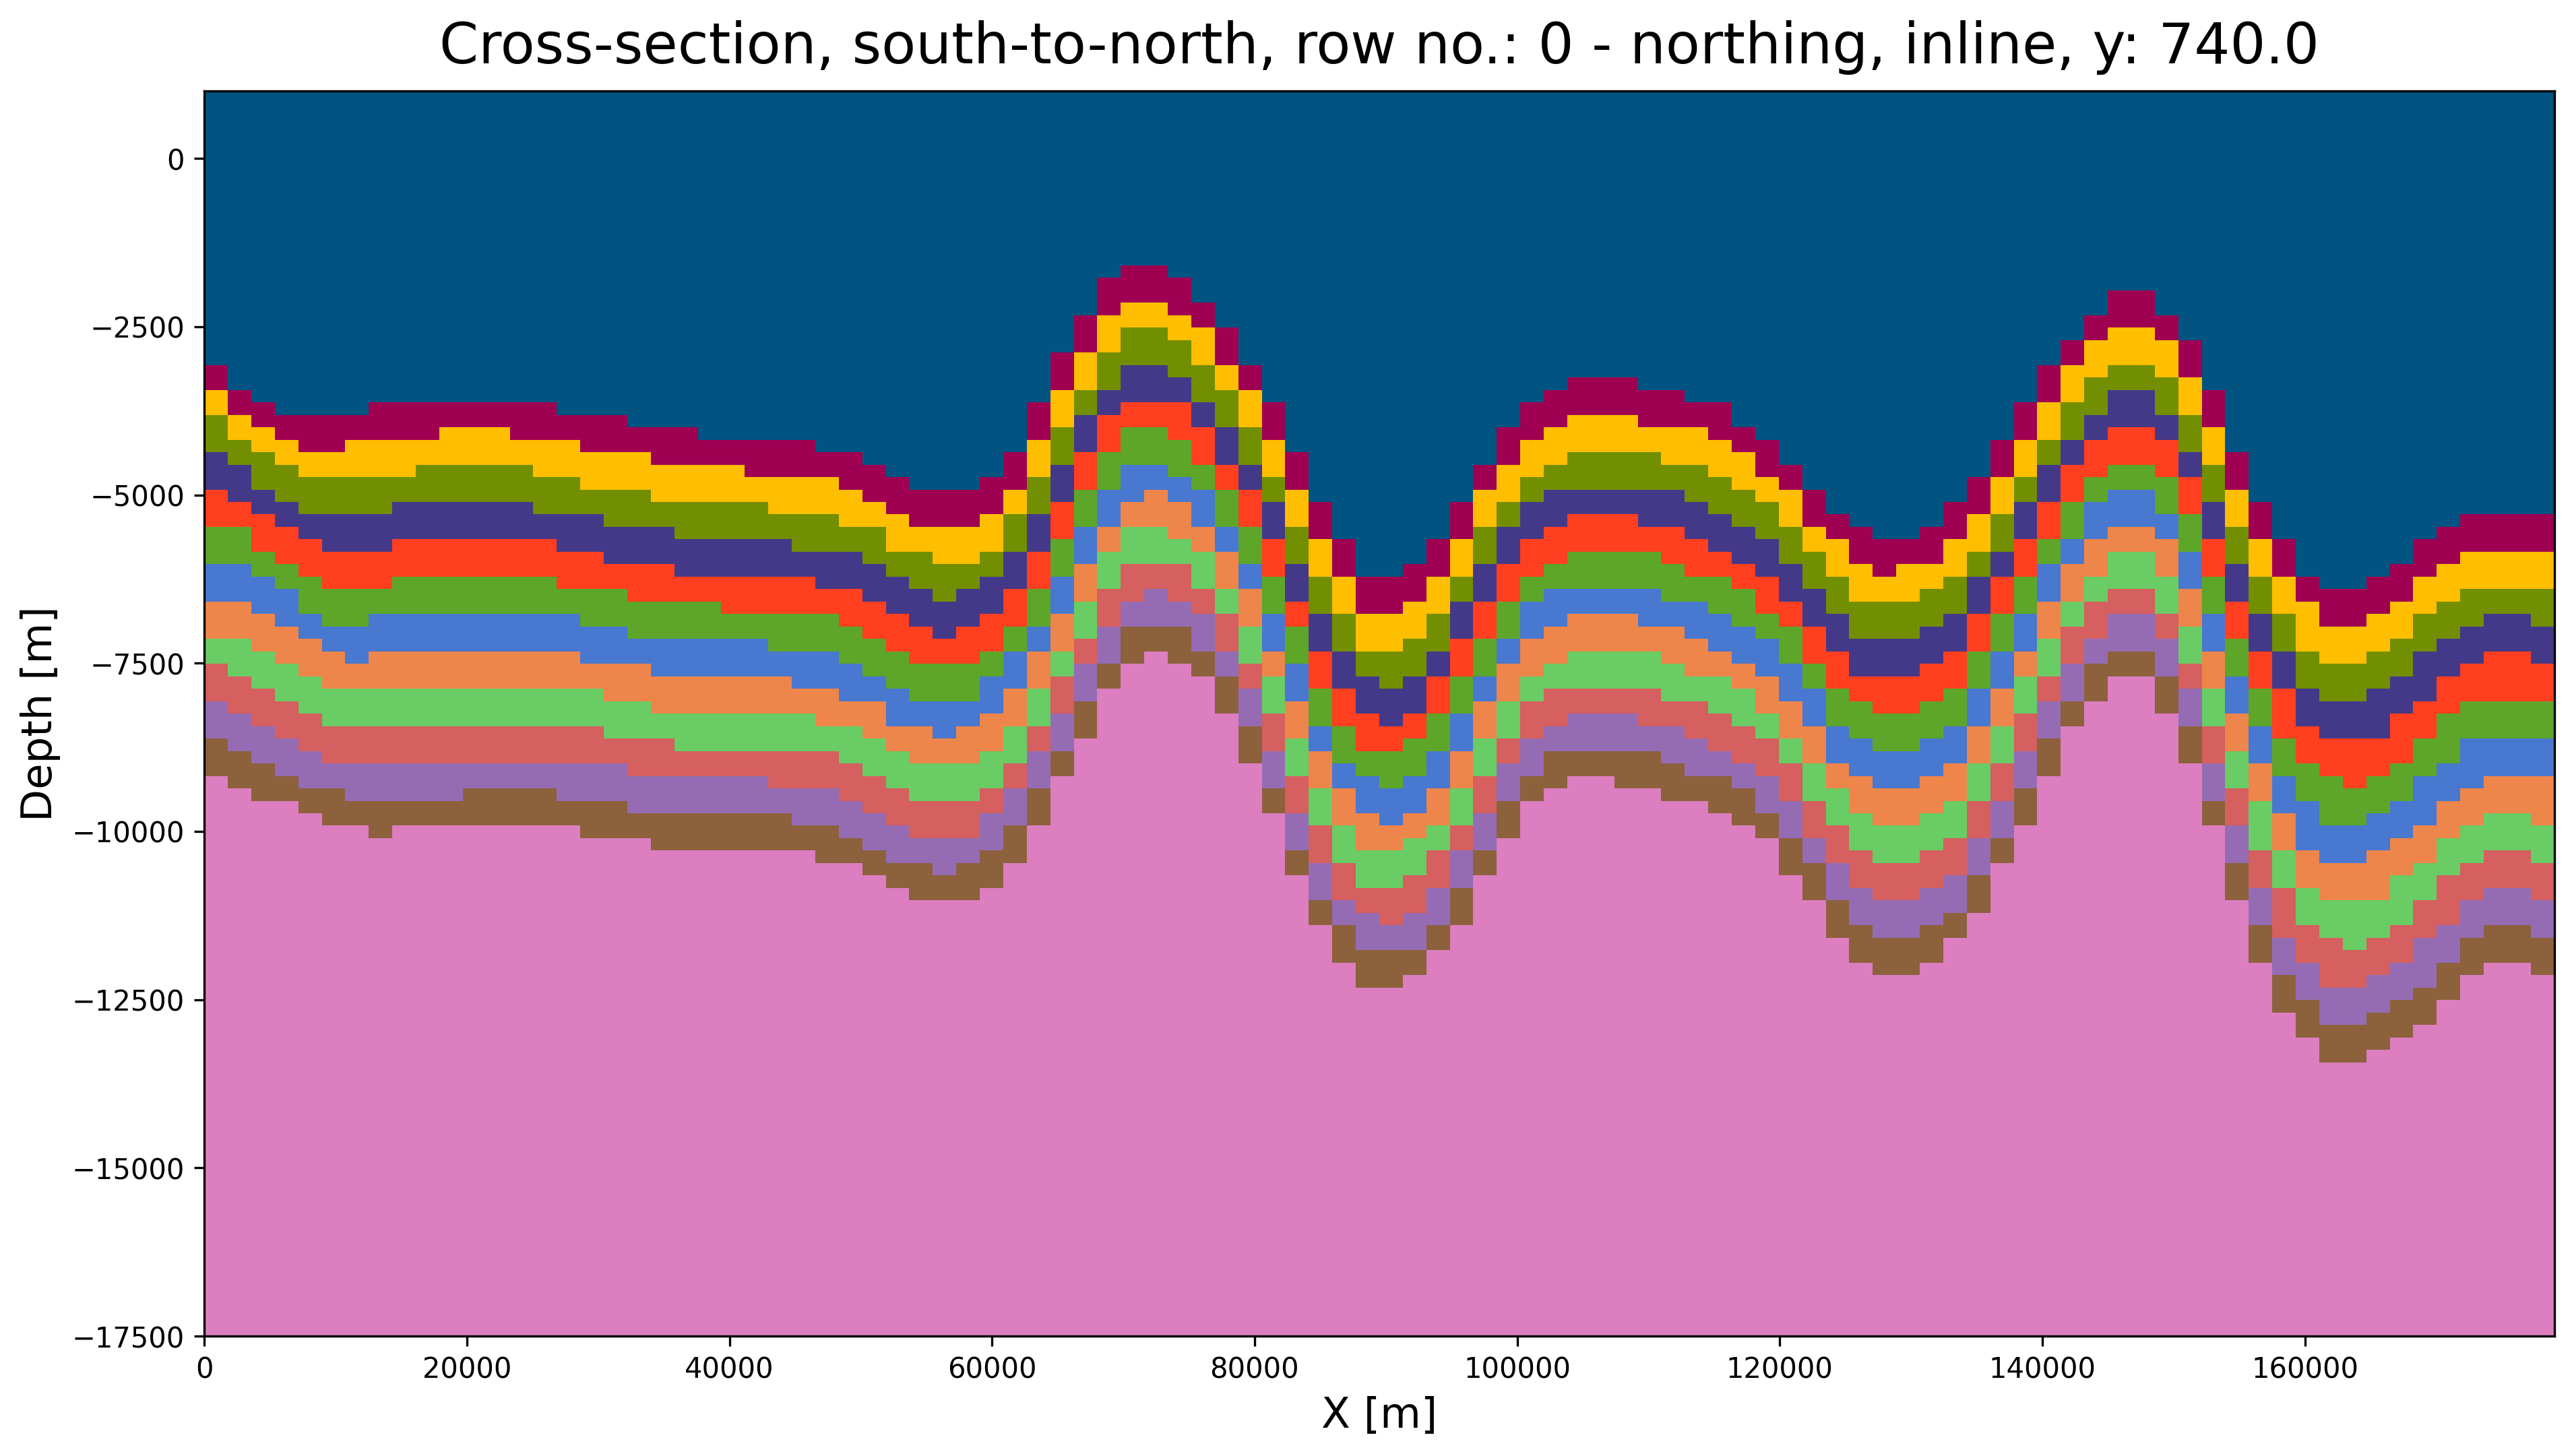 Cross-section, south-to-north, row no.: 0 - northing, inline, y: 740.0
0
−2500
−5000
−7500
−10000
−12500
−15000
−17500
Depth [m]
0 20000 40000 60000 80000 100000 120000 140000 160000
X [m]